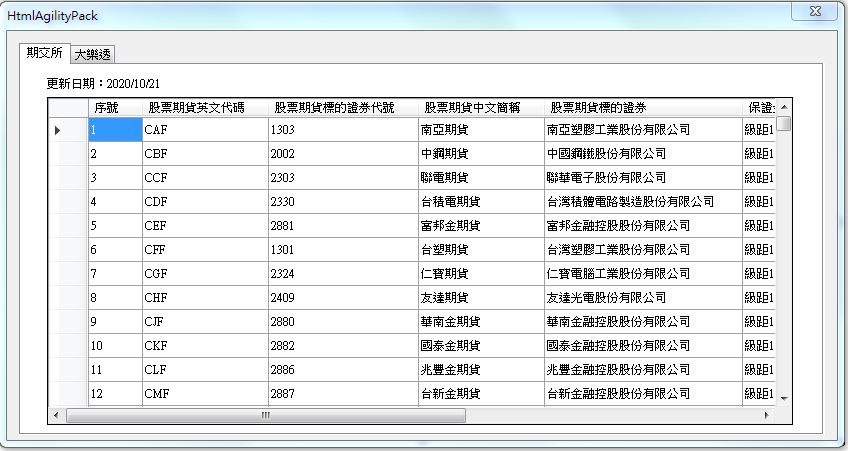 HtmlAgilityPack
期交所 大樂透
更新日期：2020/10/21
序號 股票期貨英文代碼 股票期貨標的證券代號 股票期貨中文簡稱 股票期貨標的證券 保證
1 CAF 1303 南亞期貨 南亞塑膠工業股份有限公司 級距1
2 CBF 2002 中鋼期貨 中國鋼鐵股份有限公司 級距1
3 CCF 2303 聯電期貨 聯華電子股份有限公司 級距1
4 CDF 2330 台積電期貨 台灣積體電路製造股份有限公司 級距1
5 CEF 2881 富邦金期貨 富邦金融控股股份有限公司 級距1
6 CFF 1301 台塑期貨 台灣塑膠工業股份有限公司 級距1
7 CGF 2324 仁寶期貨 仁寶電腦工業股份有限公司 級距1
8 CHF 2409 友達期貨 友達光電股份有限公司 級距1
9 CJF 2880 華南金期貨 華南金融控股股份有限公司 級距1
10 CKF 2882 國泰金期貨 國泰金融控股股份有限公司 級距1
11 CLF 2886 兆豐金期貨 兆豐金融控股股份有限公司 級距1
12 CMF 2887 台新金期貨 台新金融控股股份有限公司 級距1